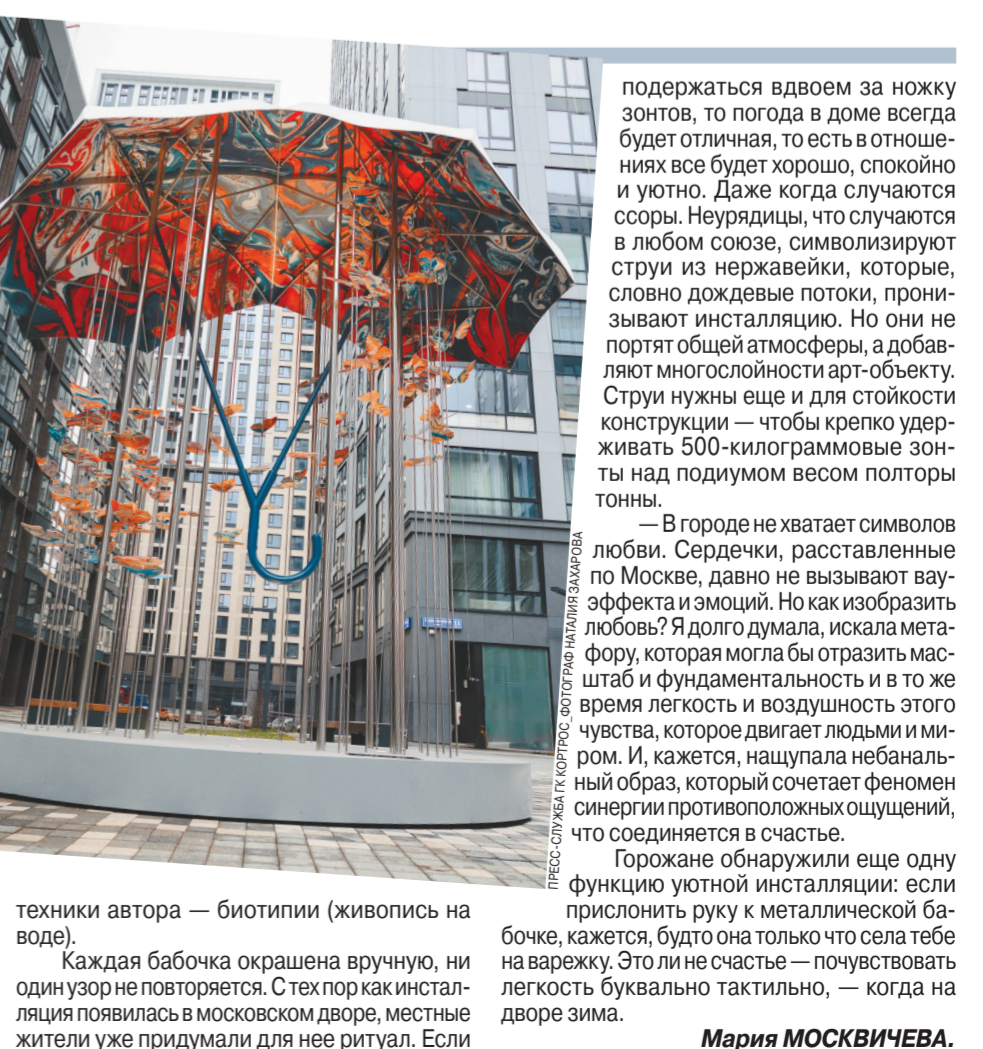 техники автора — биотипии (живопись на
воде).
Каждая бабочка окрашена вручную, ни
один узор не повторяется. С тех пор как инстал-
ляция появилась в московском дворе, местные
жители уже придумали для нее ритуал. Если
подержаться вдвоем за ножку
зонтов, то погода в доме всегда
будет отличная, то есть в отноше-
ниях все будет хорошо, спокойно
и уютно. Даже когда случаются
ссоры. Неурядицы, что случаются
в любом союзе, символизируют
струи из нержавейки, которые,
словно дождевые потоки, прони-
зывают инсталляцию. Но они не
портят общей атмосферы, а добав-
ляют многослойности арт-объекту.
Струи нужны еще и для стойкости
конструкции — чтобы крепко удер-
живать 500-килограммовые зон-
ты над подиумом весом полторы
тонны.
— В городе не хватает символов
любви. Сердечки, расставленные
по Москве, давно не вызывают вау-
эффекта и эмоций. Но как изобразить
любовь? Я долго думала, искала мета-
фору, которая могла бы отразить мас-
штаб и фундаментальность и в то же
время легкость и воздушность этого
чувства, которое двигает людьми и ми-
ром. И, кажется, нащупала небаналь-
ный образ, который сочетает феномен
синергии противоположных ощущений,
что соединяется в счастье.
Горожане обнаружили еще одну
функцию уютной инсталляции: если
прислонить руку к металлической ба-
бочке, кажется, будто она только что села тебе
на варежку. Это ли не счастье — почувствовать
легкость буквально тактильно, — когда на
дворе зима.
Мария МОСКВИЧЕВА.
ПРЕСС-СЛУЖБА ГК КОРТРОС_ФОТОГРАФ НАТАЛИЯ ЗАХАРОВА